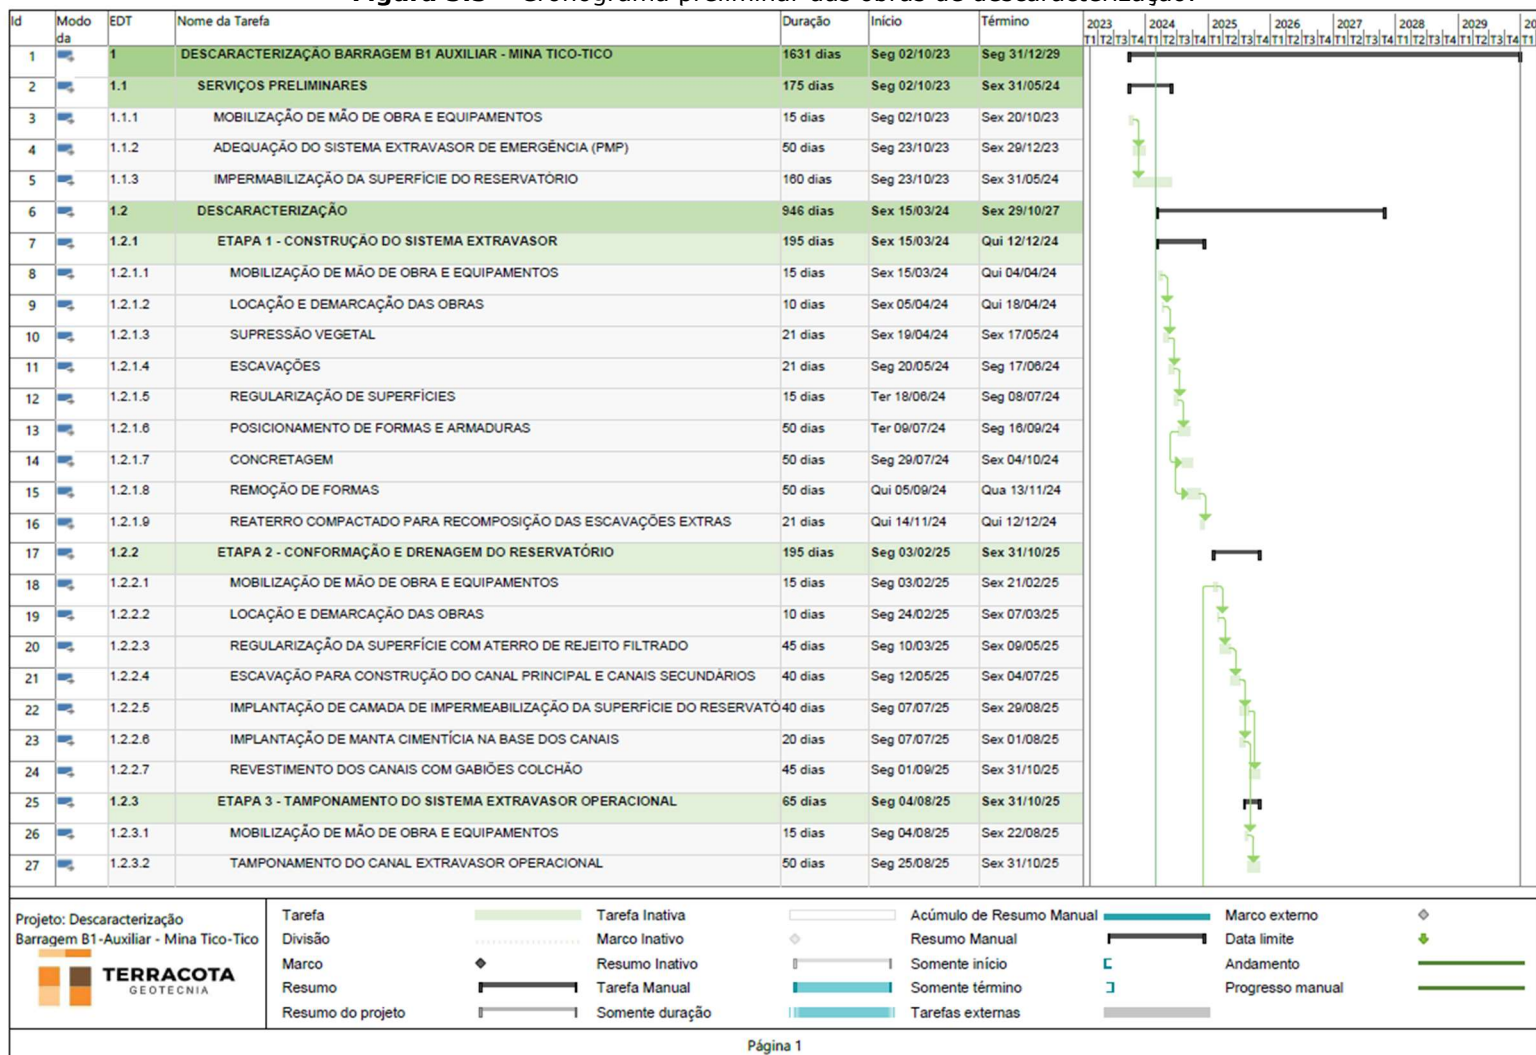 Figura 3.3 – Cronograma preliminar das obras de descaracterização.
Id Modo da EDT Nome da Tarefa Duração Início Término 2023 2024 2025 2026 2027 2028 2029 20
T1 T2 T3 T4 T1 T2 T3 T4 T1 T2 T3 T4 T1 T2 T3 T4 T1 T2 T3 T4 T1 T2 T3 T4 T1 T2 T3 T4 T1
1 1 DESCARACTERIZAÇÃO BARRAGEM B1 AUXILIAR - MINA TICO-TICO 1631 dias Seg 02/10/23 Seg 31/12/29
2 1.1 SERVIÇOS PRELIMINARES 175 dias Seg 02/10/23 Sex 31/05/24
3 1.1.1 MOBILIZAÇÃO DE MÃO DE OBRA E EQUIPAMENTOS 15 dias Seg 02/10/23 Sex 20/10/23
4 1.1.2 ADEQUAÇÃO DO SISTEMA EXTRAVASOR DE EMERGÊNCIA (PMP) 50 dias Seg 23/10/23 Sex 29/12/23
5 1.1.3 IMPERMABILIZAÇÃO DA SUPERFÍCIE DO RESERVATÓRIO 160 dias Seg 23/10/23 Sex 31/05/24
6 1.2 DESCARACTERIZAÇÃO 946 dias Sex 15/03/24 Sex 29/10/27
7 1.2.1 ETAPA 1 - CONSTRUÇÃO DO SISTEMA EXTRAVASOR 195 dias Sex 15/03/24 Qui 12/12/24
8 1.2.1.1 MOBILIZAÇÃO DE MÃO DE OBRA E EQUIPAMENTOS 15 dias Sex 15/03/24 Qui 04/04/24
9 1.2.1.2 LOCAÇÃO E DEMARCAÇÃO DAS OBRAS 10 dias Sex 05/04/24 Qui 18/04/24
10 1.2.1.3 SUPRESSÃO VEGETAL 21 dias Sex 19/04/24 Sex 17/05/24
11 1.2.1.4 ESCAVAÇÕES 21 dias Seg 20/05/24 Seg 17/06/24
12 1.2.1.5 REGULARIZAÇÃO DE SUPERFÍCIES 15 dias Ter 18/06/24 Seg 08/07/24
13 1.2.1.6 POSICIONAMENTO DE FORMAS E ARMADURAS 50 dias Ter 09/07/24 Seg 16/09/24
14 1.2.1.7 CONCRETAGEM 50 dias Seg 29/07/24 Sex 04/10/24
15 1.2.1.8 REMOÇÃO DE FORMAS 50 dias Qui 05/09/24 Qua 13/11/24
16 1.2.1.9 REATERRO COMPACTADO PARA RECOMPOSIÇÃO DAS ESCAVAÇÕES EXTRAS 21 dias Qui 14/11/24 Qui 12/12/24
17 1.2.2 ETAPA 2 - CONFORMAÇÃO E DRENAGEM DO RESERVATÓRIO 195 dias Seg 03/02/25 Sex 31/10/25
18 1.2.2.1 MOBILIZAÇÃO DE MÃO DE OBRA E EQUIPAMENTOS 15 dias Seg 03/02/25 Sex 21/02/25
19 1.2.2.2 LOCAÇÃO E DEMARCAÇÃO DAS OBRAS 10 dias Seg 24/02/25 Sex 07/03/25
20 1.2.2.3 REGULARIZAÇÃO DA SUPERFÍCIE COM ATERRO DE REJEITO FILTRADO 45 dias Seg 10/03/25 Sex 09/05/25
21 1.2.2.4 ESCAVAÇÃO PARA CONSTRUÇÃO DO CANAL PRINCIPAL E CANAIS SECUNDÁRIOS 40 dias Seg 12/05/25 Sex 04/07/25
22 1.2.2.5 IMPLANTAÇÃO DE CAMADA DE IMPERMEABILIZAÇÃO DA SUPERFÍCIE DO RESERVATÓ 40 dias Seg 07/07/25 Sex 29/08/25
23 1.2.2.6 IMPLANTAÇÃO DE MANTA CIMENTÍCIA NA BASE DOS CANAIS 20 dias Seg 07/07/25 Sex 01/08/25
24 1.2.2.7 REVESTIMENTO DOS CANAIS COM GABIÕES COLCHÃO 45 dias Seg 01/09/25 Sex 31/10/25
25 1.2.3 ETAPA 3 - TAMPONAMENTO DO SISTEMA EXTRAVASOR OPERACIONAL 65 dias Seg 04/08/25 Sex 31/10/25
26 1.2.3.1 MOBILIZAÇÃO DE MÃO DE OBRA E EQUIPAMENTOS 15 dias Seg 04/08/25 Sex 22/08/25
27 1.2.3.2 TAMPONAMENTO DO CANAL EXTRAVASOR OPERACIONAL 50 dias Seg 25/08/25 Sex 31/10/25
Projeto: Descaracterização
Barragem B1-Auxiliar - Mina Tico-Tico
TERRACOTA
GEOTECNIA
Tarefa Tarefa Inativa Acúmulo de Resumo Manual Marco externo
Divisão Marco Inativo Resumo Manual Data limite
Marco Resumo Inativo Somente início Andamento
Resumo Tarefa Manual Somente término Progresso manual
Resumo do projeto Somente duração Tarefas externas
Página 1